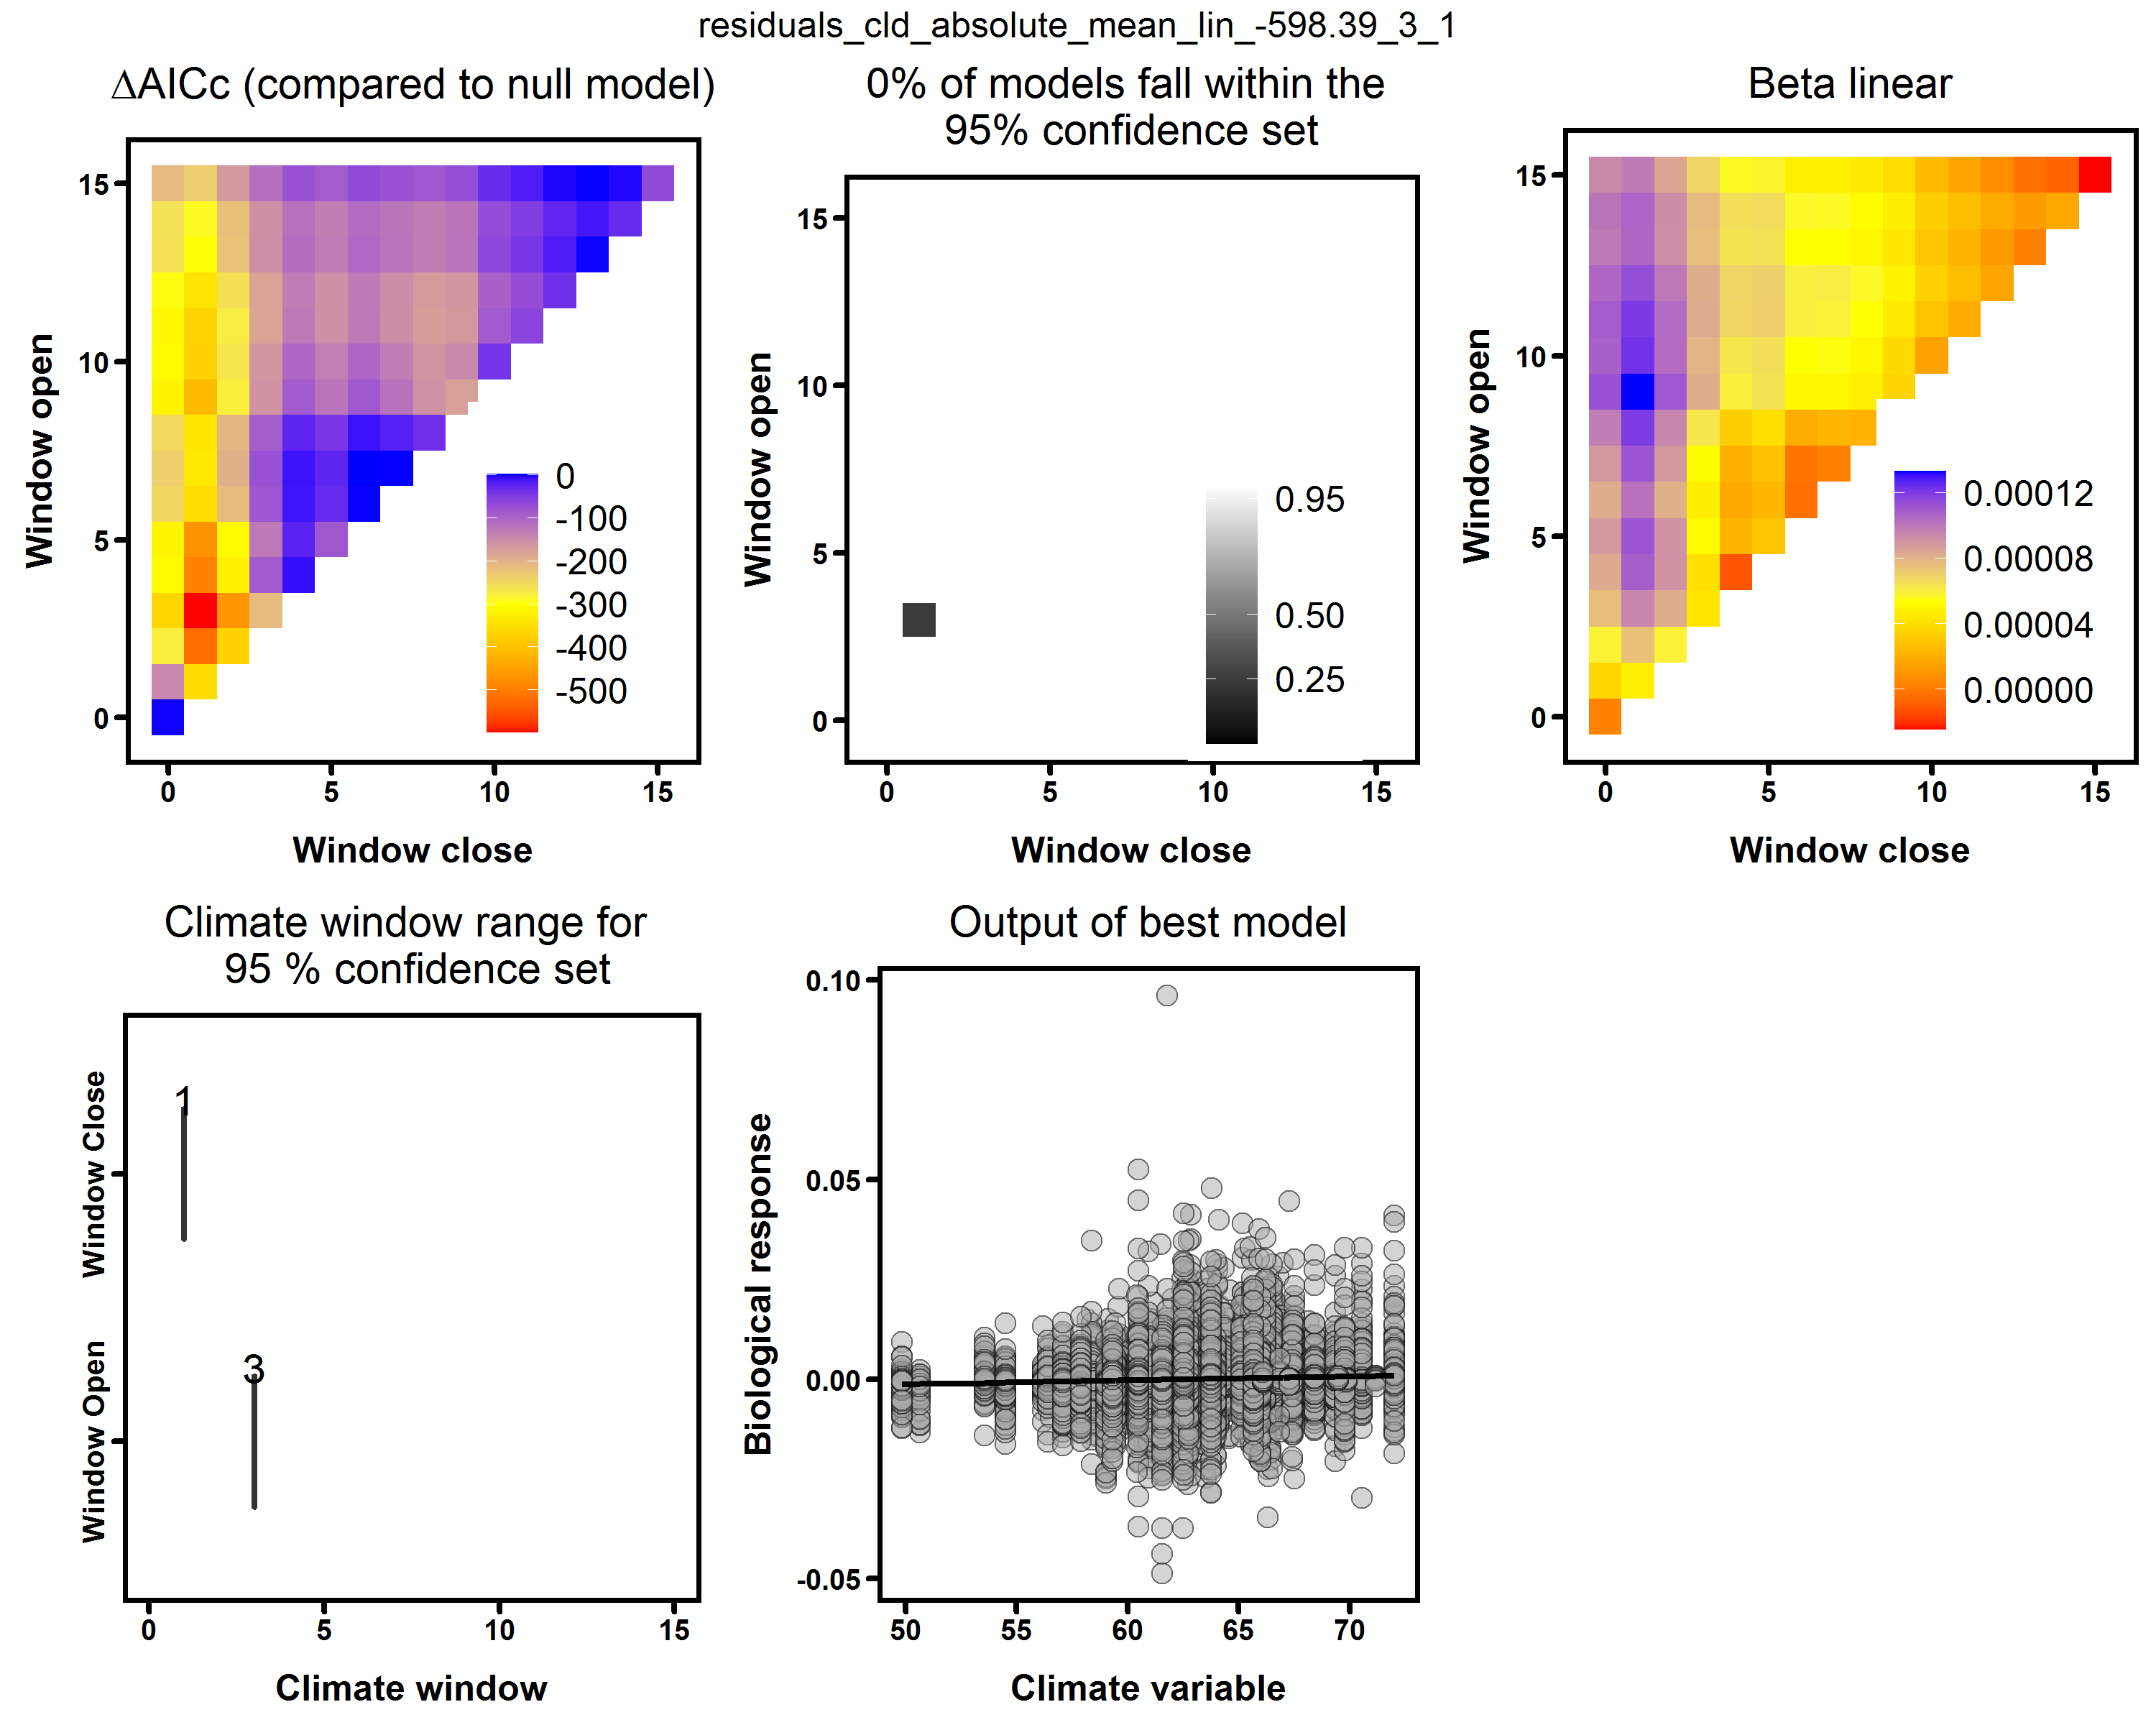 residuals_cld_absolute_mean_lin_-598.39_3_1
ΔAICc (compared to null model)
Window open
15
10
5
0
0
-100
-200
-300
-400
-500
0 5 10 15
Window close
0% of models fall within the
95% confidence set
Window open
15
10
5
0
0.95
0.50
0.25
0 5 10 15
Window close
Beta linear
Window open
15
10
5
0
0.00012
0.00008
0.00004
0.00000
0 5 10 15
Window close
Climate window range for
95 % confidence set
Window Close
Window Open
1
3
0 5 10 15
Climate window
Output of best model
Biological response
0.10
0.05
0.00
-0.05
50 55 60 65 70
Climate variable